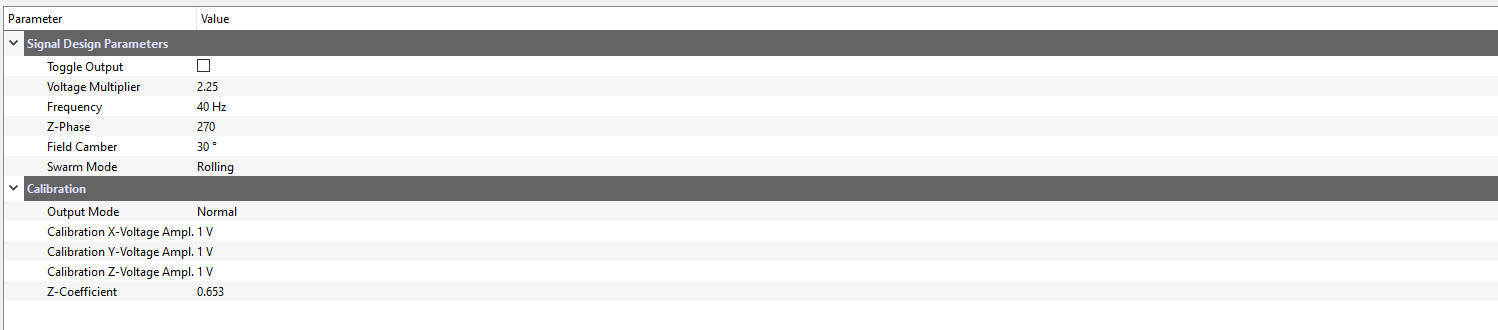 Parameter Value
Signal Design Parameters
Toggle Output
Voltage Multiplier 2.25
Frequency 40 Hz
Z-Phase 270
Field Camber 30 °
Swarm Mode Rolling
Calibration
Output Mode Normal
Calibration X-Voltage Ampl. 1 V
Calibration Y-Voltage Ampl. 1 V
Calibration Z-Voltage Ampl. 1 V
Z-Coefficient 0.653